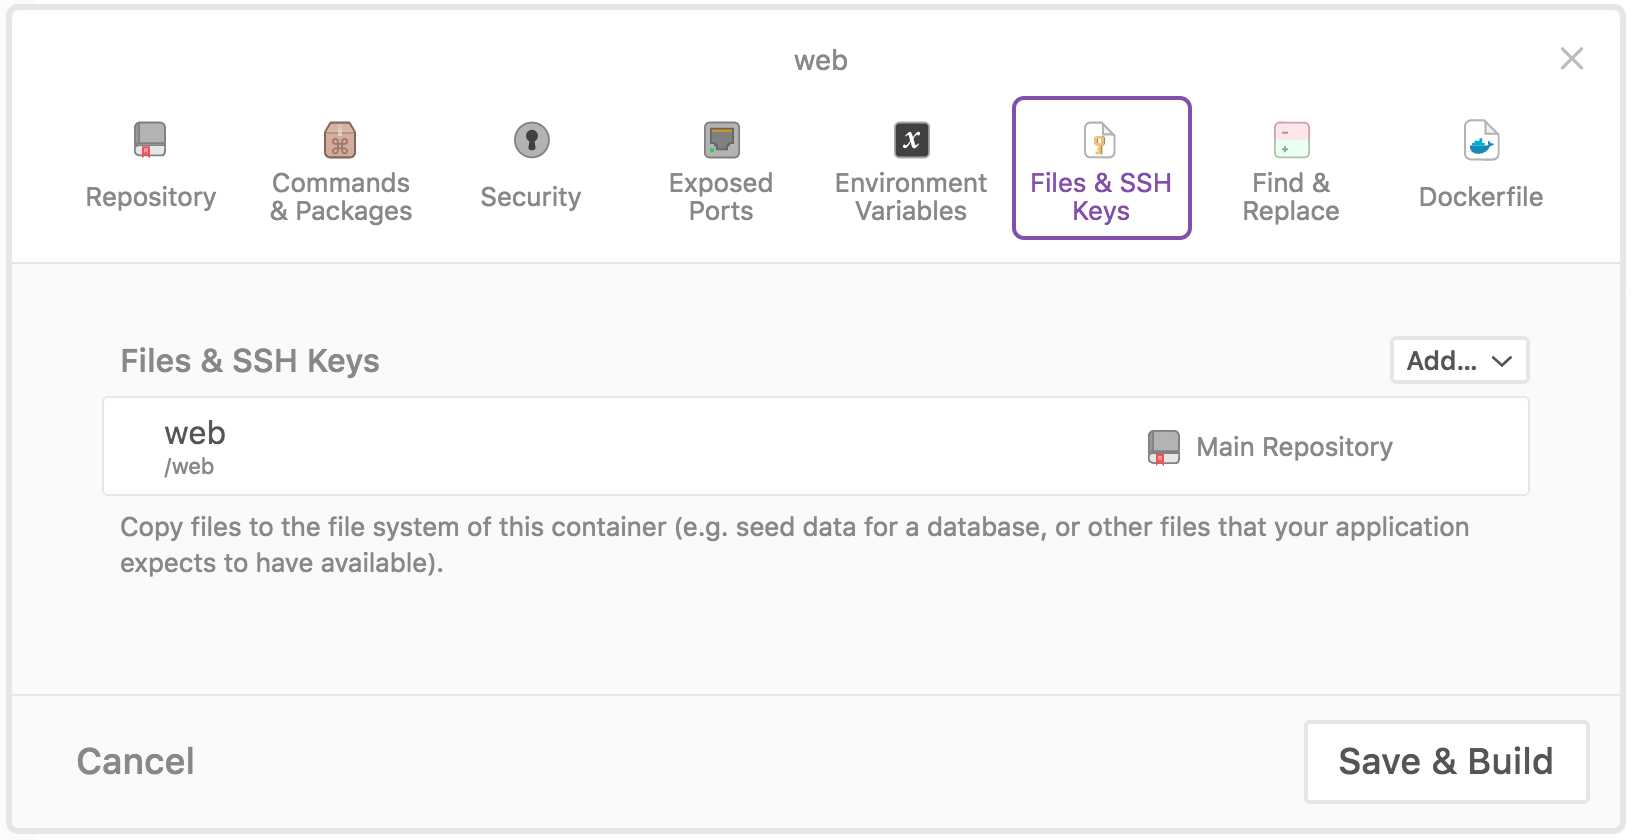 web
Repository
Commands
& Packages
Security
Exposed
Ports
x
Environment
Variables
Files & SSH
Keys
Find &
Replace
Dockerfile
Files & SSH Keys
Add...
web
/web
Main Repository
Copy files to the file system of this container (e.g. seed data for a database, or other files that your application
expects to have available).
Cancel
Save & Build